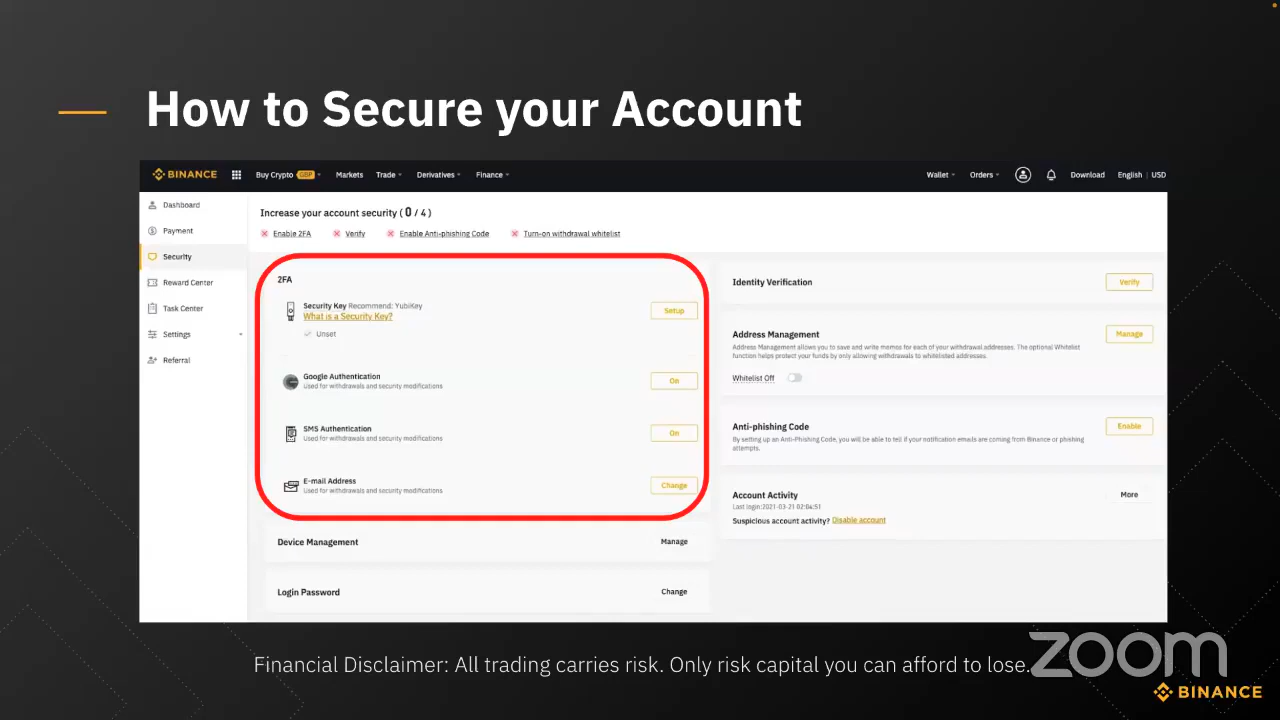 How to Secure your Account
BINANCE
Buy Crypto GBP
Markets
Trade
Derivatives
Finance
Wallet
Orders
Download
English | USD
Dashboard
Payment
Security
Reward Center
Task Center
Settings
Referral
Increase your account security ( 0 / 4 )
Enable 2FA
Verify
Enable Anti-phishing Code
Turn-on withdrawal whitelist
2FA
Security Key Recommend: YubiKey
What is a Security Key?
Unset
Setup
Google Authentication
Used for withdrawals and security modifications
On
SMS Authentication
Used for withdrawals and security modifications
On
E-mail Address
Used for withdrawals and security modifications
Change
Device Management
Manage
Login Password
Change
Identity Verification
Verify
Address Management
Address Management allows you to save and write memos for each of your withdrawal addresses. The optional Whitelist
function helps protect your funds by only allowing withdrawals to whitelisted addresses.
Manage
Whitelist Off
Anti-phishing Code
By setting up an Anti-Phishing Code, you will be able to tell if your notification emails are coming from Binance or phishing
attempts.
Enable
Account Activity
More
Last login:2021-03-21 02:04:51
Suspicious account activity? Disable account
Financial Disclaimer: All trading carries risk. Only risk capital you can afford to lose.
zoom
BINANCE